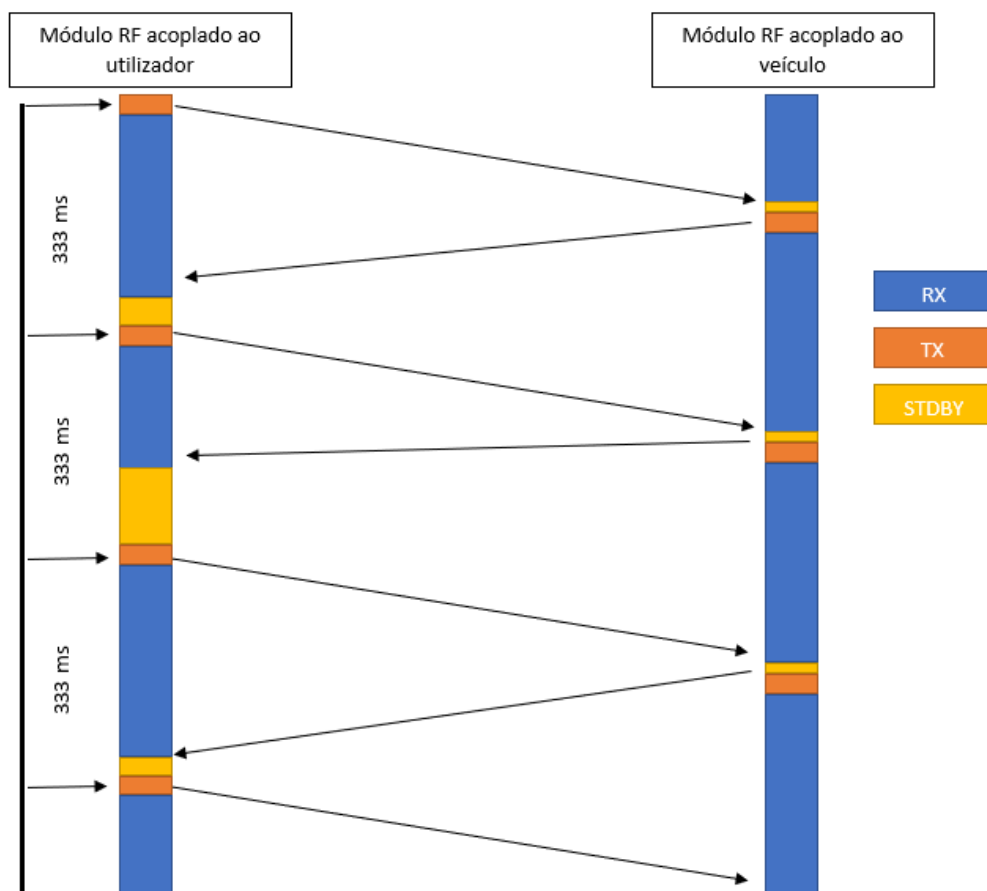 Módulo RF acoplado ao
utilizador
Módulo RF acoplado ao
veículo
333 ms
333 ms
333 ms
RX
TX
STDBY